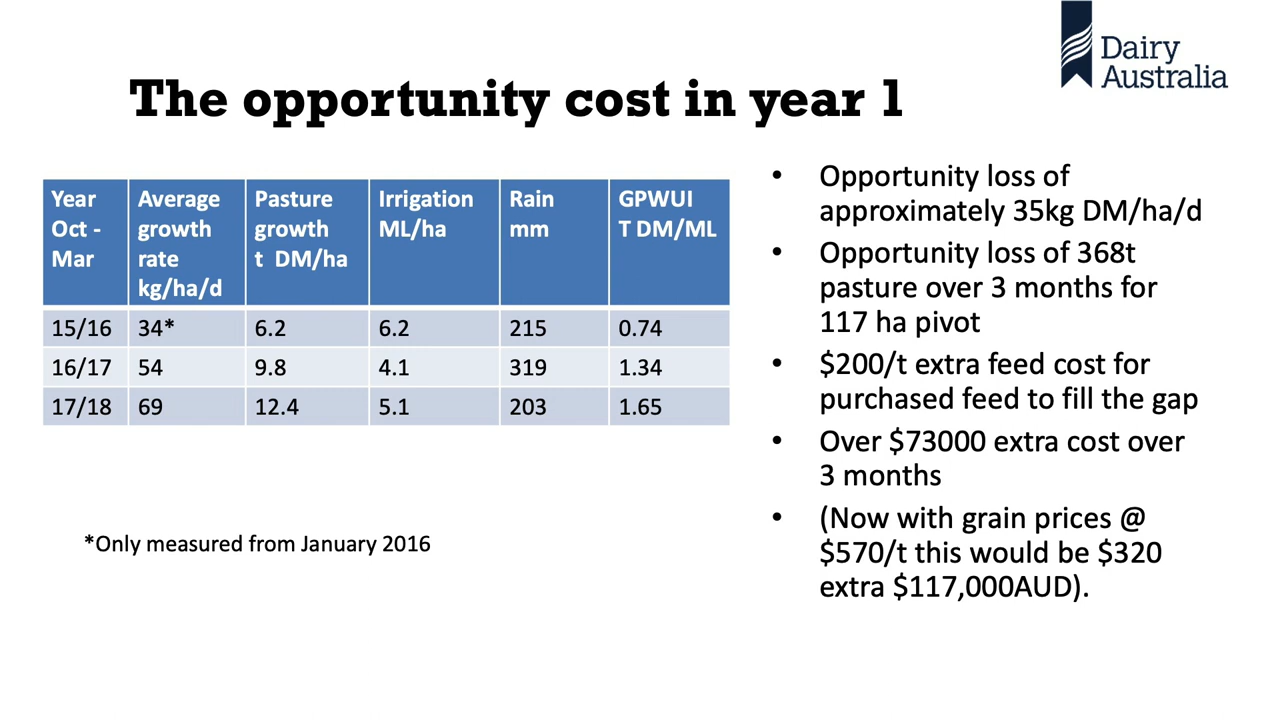 Dairy
Australia
The opportunity cost in year 1
Year Oct - Mar | Average growth rate kg/ha/d | Pasture growth t DM/ha | Irrigation ML/ha | Rain mm | GPWUI T DM/ML
15/16 | 34* | 6.2 | 6.2 | 215 | 0.74
16/17 | 54 | 9.8 | 4.1 | 319 | 1.34
17/18 | 69 | 12.4 | 5.1 | 203 | 1.65
*Only measured from January 2016
• Opportunity loss of
approximately 35kg DM/ha/d
• Opportunity loss of 368t
pasture over 3 months for
117 ha pivot
• $200/t extra feed cost for
purchased feed to fill the gap
• Over $73000 extra cost over
3 months
• (Now with grain prices @
$570/t this would be $320
extra $117,000AUD).